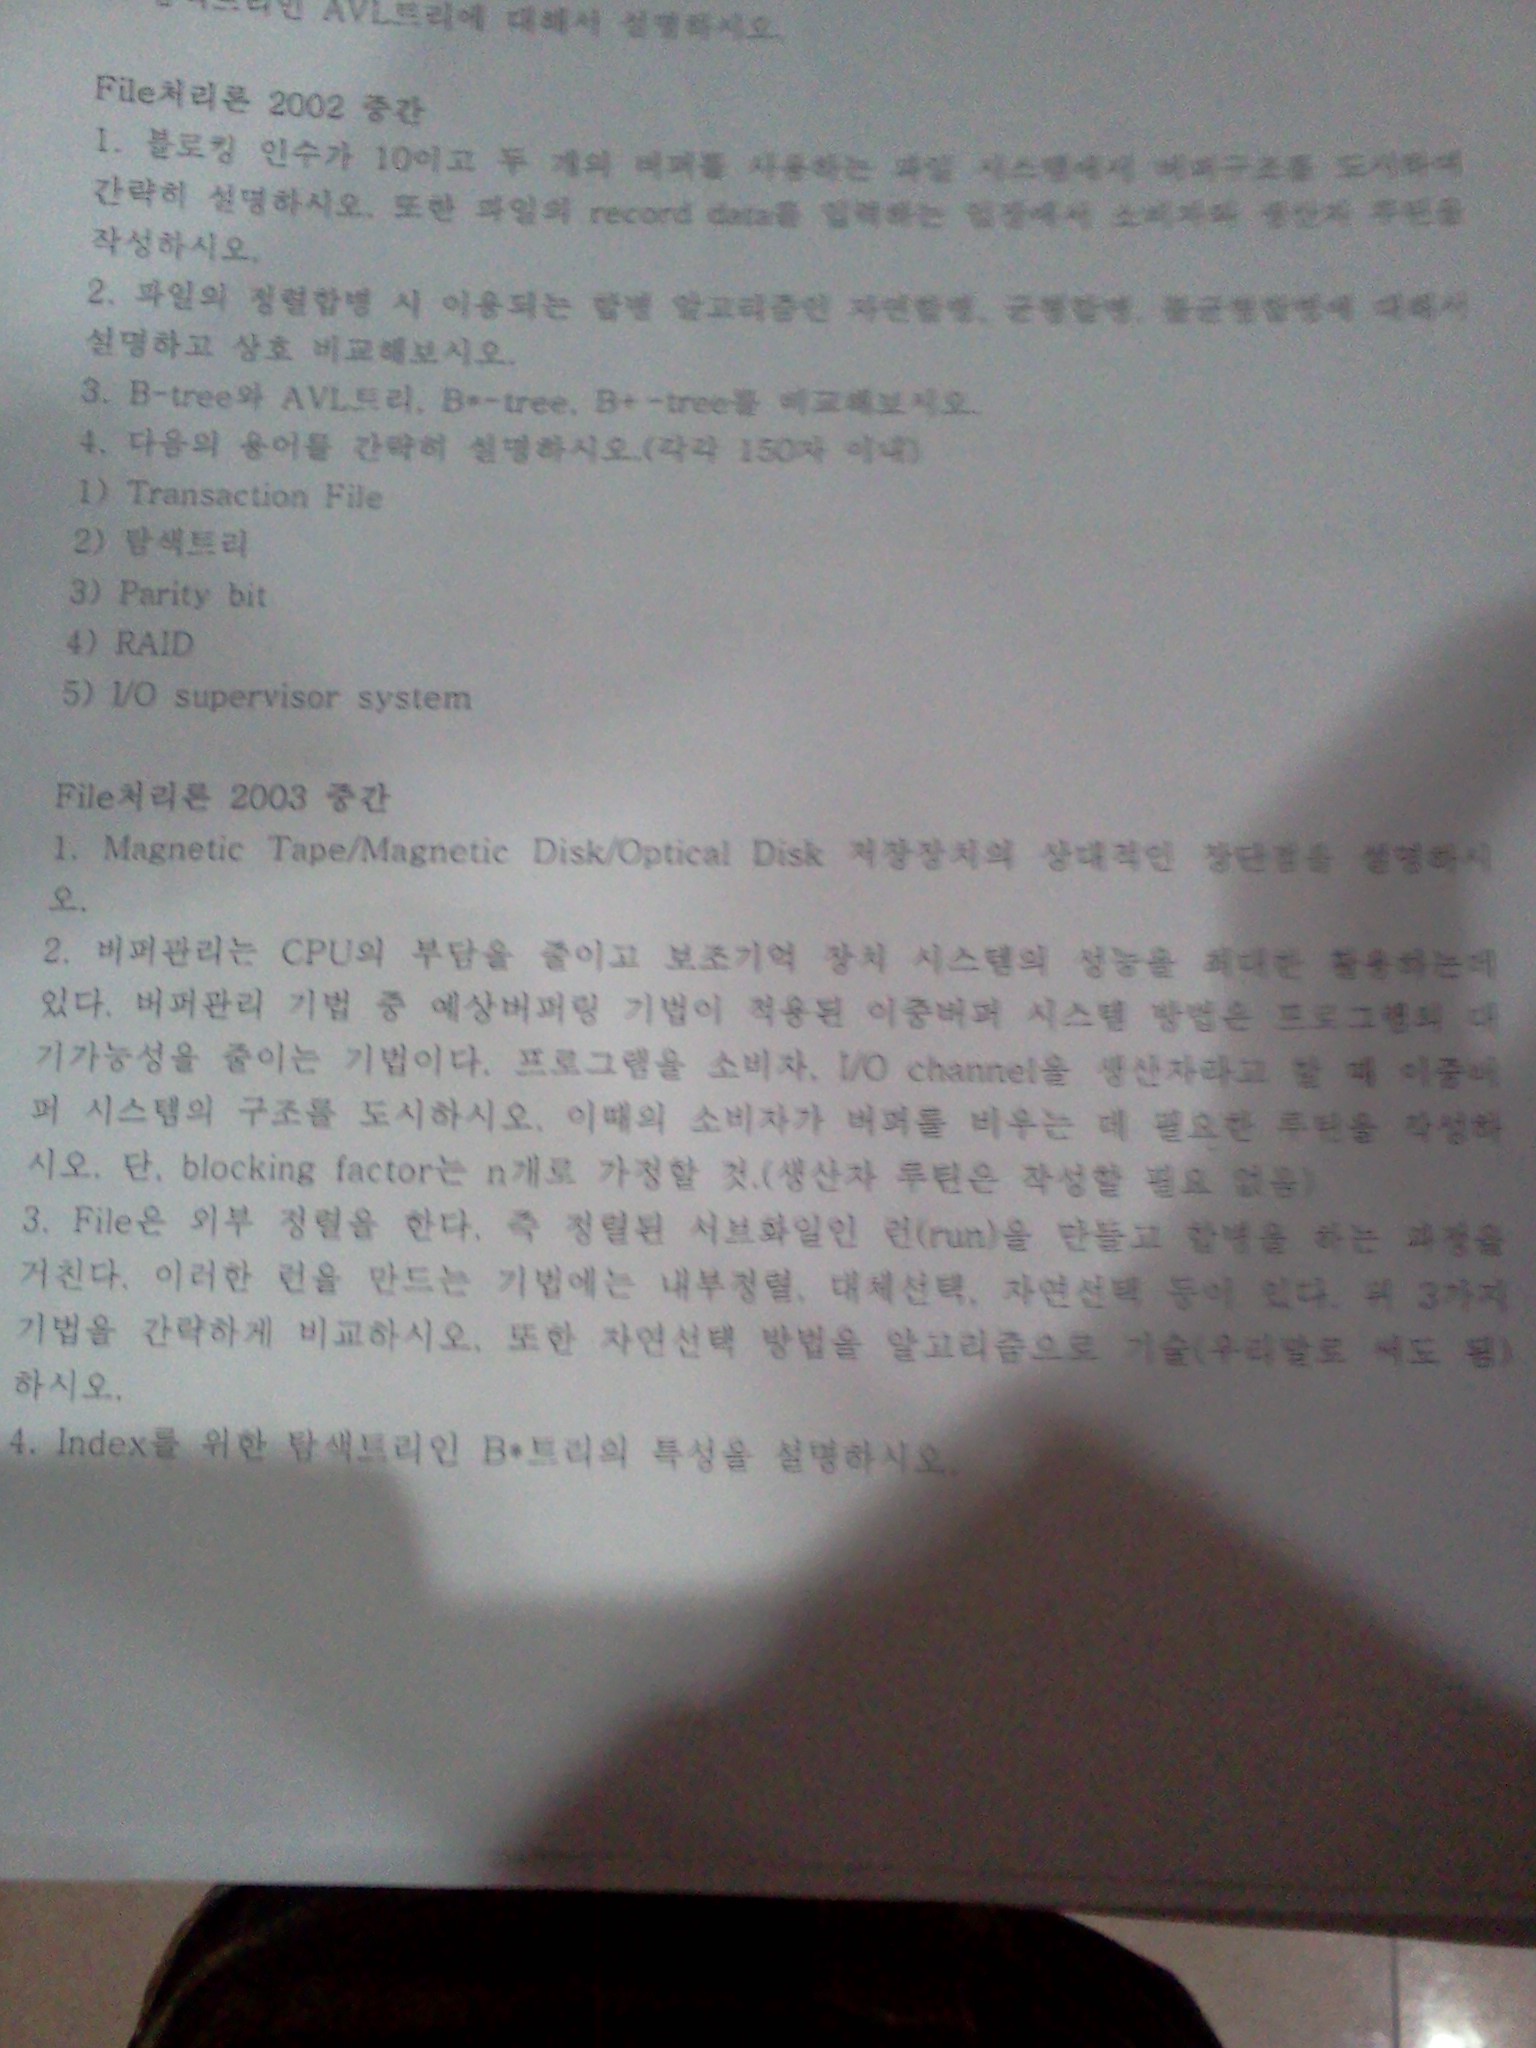 탐색트리인 AVL트리에 대해서 설명하시오.
File처리론 2002 중간
1. 블로킹 인수가 10이고 두 개의 버퍼를 사용하는 파일 시스템에서 버퍼구조를 도시하여
간략히 설명하시오. 또한 파일의 record data를 입력하는 입장에서 소비자와 생산자 루틴을
작성하시오.
2. 파일의 정렬합병 시 이용되는 합병 알고리즘인 자연합병, 균형합병, 불균형합병에 대해서
설명하고 상호 비교해보시오.
3. B-tree와 AVL트리, B*-tree, B+-tree를 비교해보시오.
4. 다음의 용어를 간략히 설명하시오.(각각 150자 이내)
1) Transaction File
2) 탐색트리
3) Parity bit
4) RAID
5) I/O supervisor system
File처리론 2003 중간
1. Magnetic Tape/Magnetic Disk/Optical Disk 저장장치의 상대적인 장단점을 설명하시
오.
2. 버퍼관리는 CPU의 부담을 줄이고 보조기억 장치 시스템의 성능을 최대한 활용하는데
있다. 버퍼관리 기법 중 예상버퍼링 기법이 적용된 이중버퍼 시스템 방법은 프로그램의 대
기가능성을 줄이는 기법이다. 프로그램을 소비자, I/O channel을 생산자라고 할 때 이중버
퍼 시스템의 구조를 도시하시오. 이때의 소비자가 버퍼를 비우는 데 필요한 루틴을 작성하
시오. 단, blocking factor는 n개로 가정할 것.(생산자 루틴은 작성할 필요 없음)
3. File은 외부 정렬을 한다. 즉 정렬된 서브화일인 런(run)을 만들고 합병을 하는 과정을
거친다. 이러한 런을 만드는 기법에는 내부정렬, 대체선택, 자연선택 등이 있다. 위 3가지
기법을 간략하게 비교하시오. 또한 자연선택 방법을 알고리즘으로 기술(우리말로 써도 됨)
하시오.
4. Index를 위한 탐색트리인 B*트리의 특성을 설명하시오.